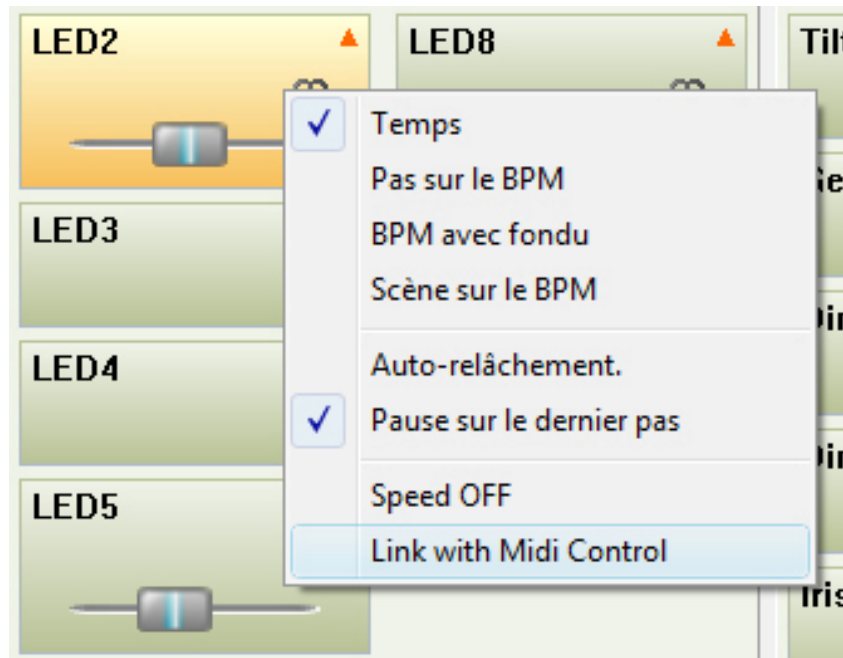 LED2
LED8
LED3
LED4
LED5
Temps
Pas sur le BPM
BPM avec fondu
Scène sur le BPM
Auto-relâchement.
Pause sur le dernier pas
Speed OFF
Link with Midi Control